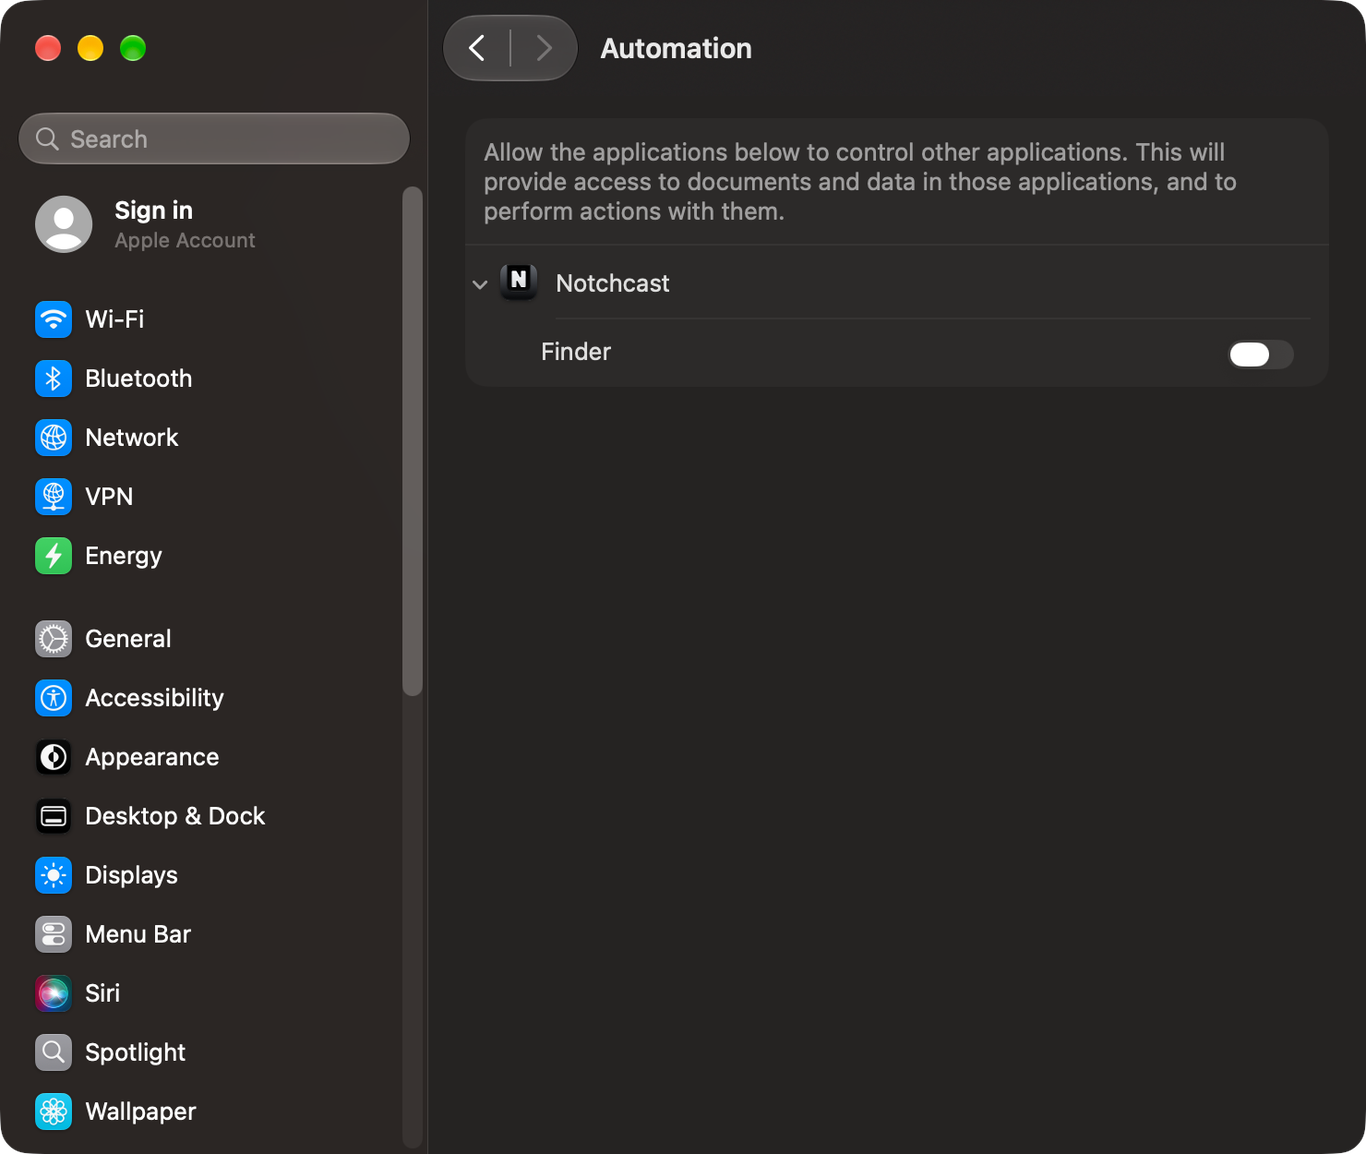 Automation
Search
Sign in
Apple Account
Wi-Fi
Bluetooth
Network
VPN
Energy
General
Accessibility
Appearance
Desktop & Dock
Displays
Menu Bar
Siri
Spotlight
Wallpaper
Allow the applications below to control other applications. This will
provide access to documents and data in those applications, and to
perform actions with them.
N
Notchcast
Finder